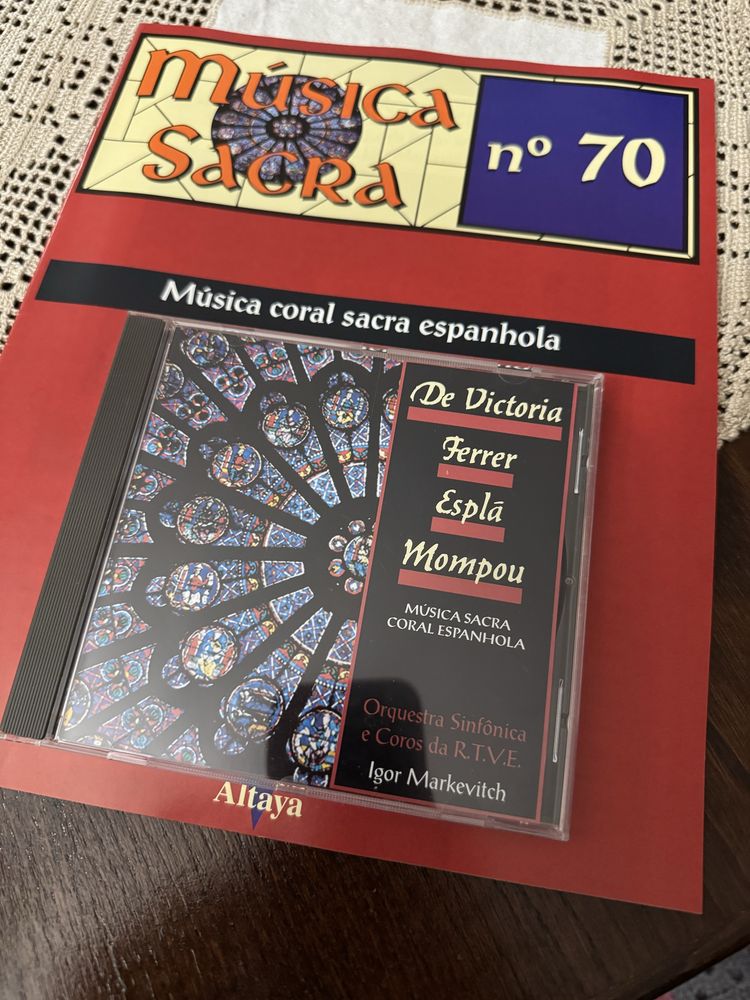 Música
Sacra
nº 70
Música coral sacra espanhola
De Victoria
Ferrer
Esplá
Mompou
MÚSICA SACRA
CORAL ESPANHOLA
Orquestra Sinfônica
e Coros da R.T.V.E.
Igor Markevitch
Altaya